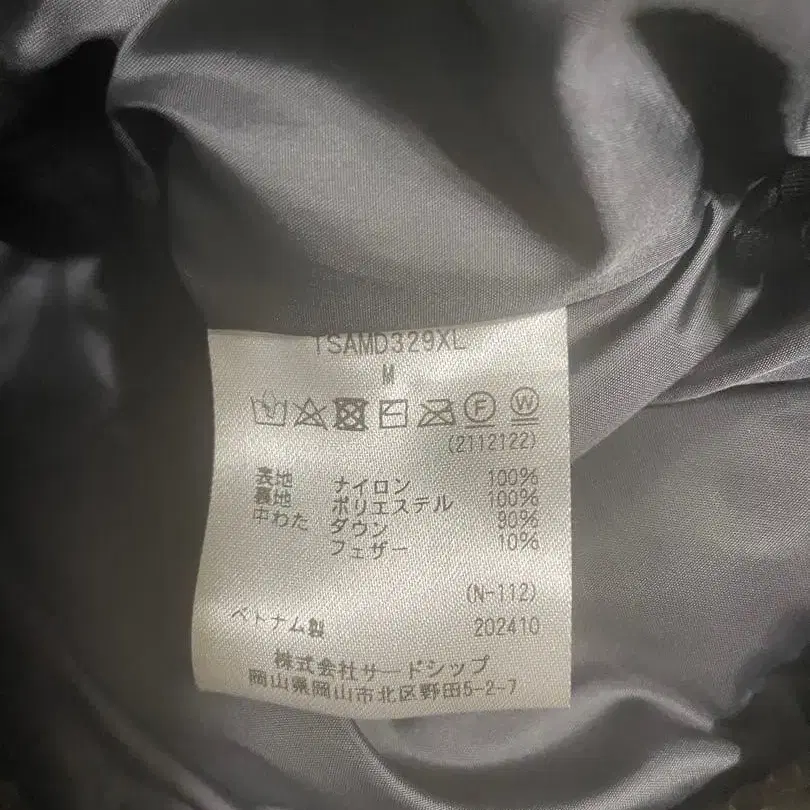 TSAMD329XL
M
F W
(2112122)
表地 ナイロン 100%
裏地 ポリエステル 100%
中わた ダウン 90%
フェザー 10%
(N-112)
ベトナム製 202410
株式会社サードシップ
岡山県岡山市北区野田5-2-7